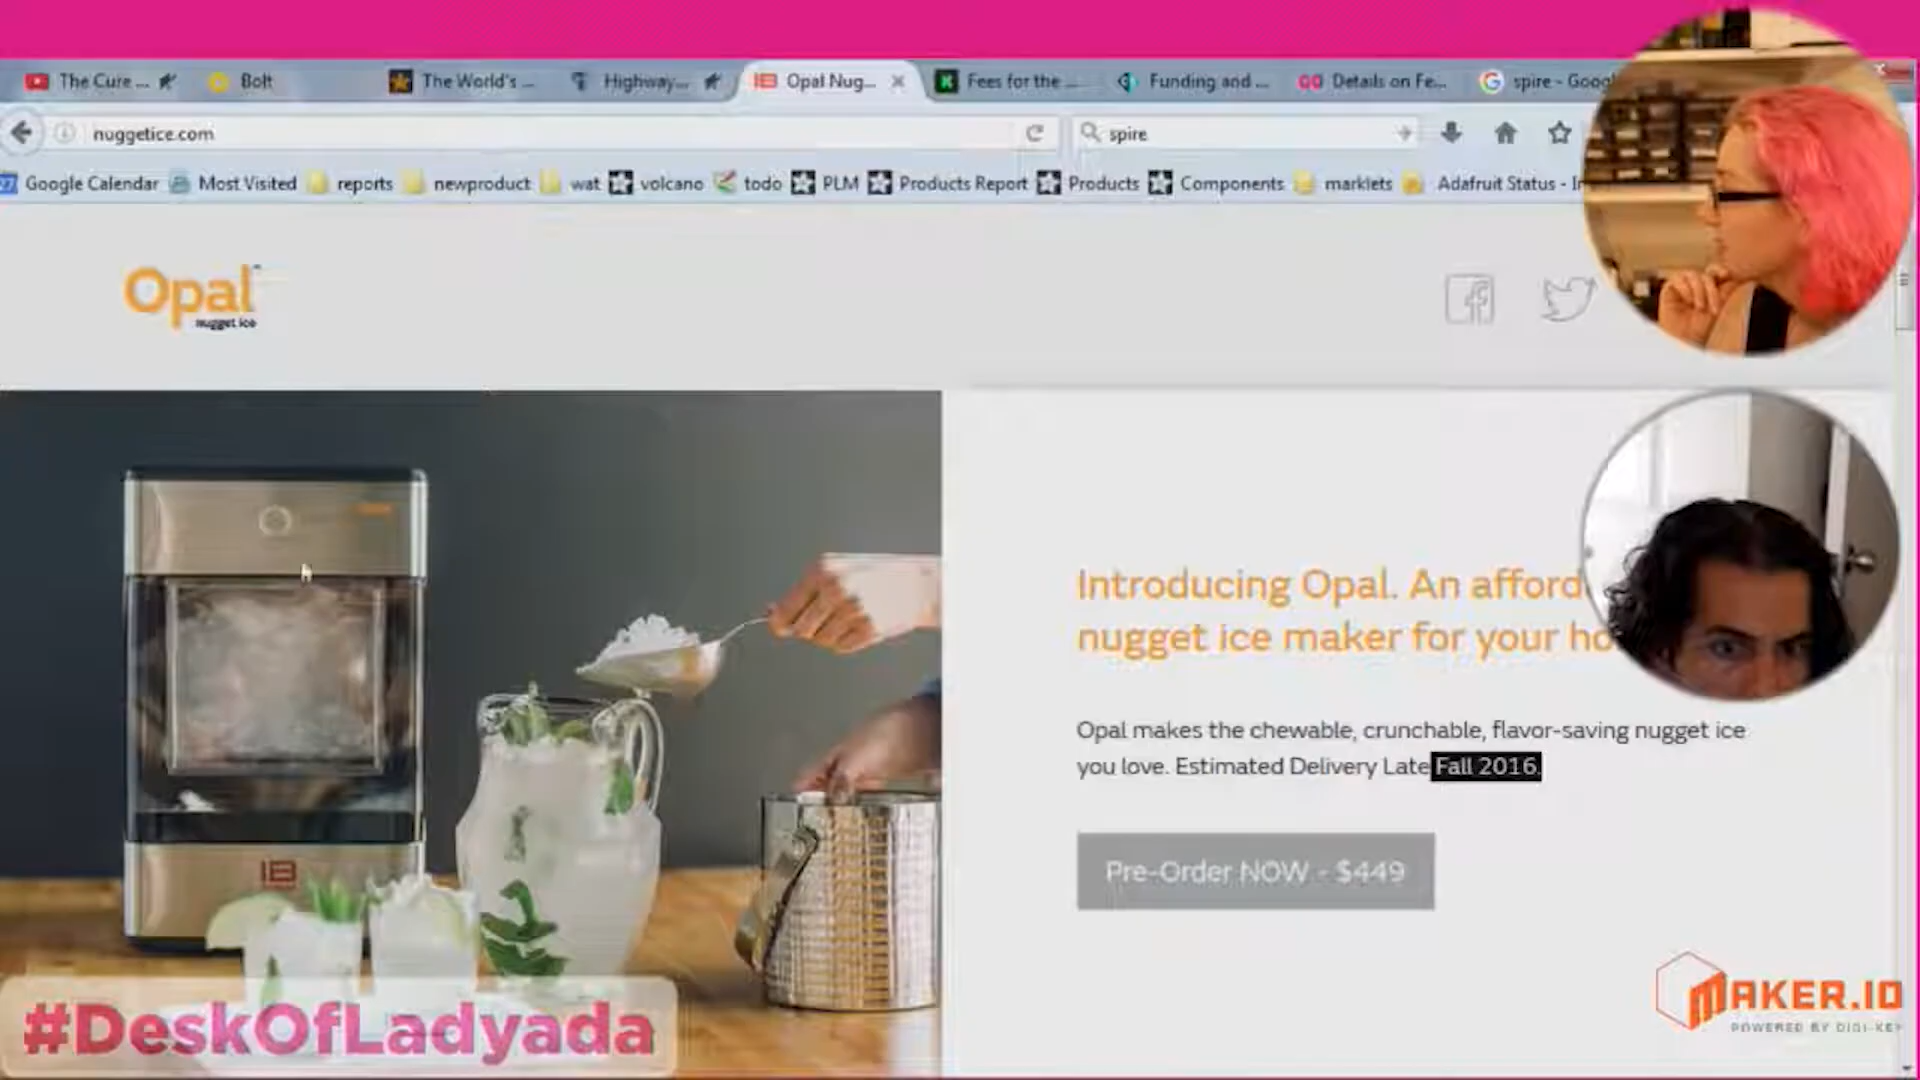 The Cure ...
Bolt
The World's ...
Highway...
Opal Nug...
Fees for the ...
Funding and ...
GO
Details on Fe...
spire - Goog
nuggetice.com
spire
Google Calendar
Most Visited
reports
newproduct
wat
volcano
todo
PLM
Products Report
Products
Components
markets
Adafruit Status - I
Opal
nugget ice
Introducing Opal. An afford
nugget ice maker for your ho
Opal makes the chewable, crunchable, flavor-saving nugget ice
you love. Estimated Delivery Late Fall 2016.
Pre-Order NOW - $449
#DeskOfLadyada
MAKER.IO
POWERED BY DIGI-KEY